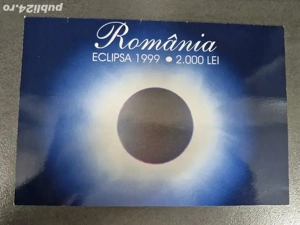 publi24.ro
România
ECLIPSA 1999 • 2.000 LEI